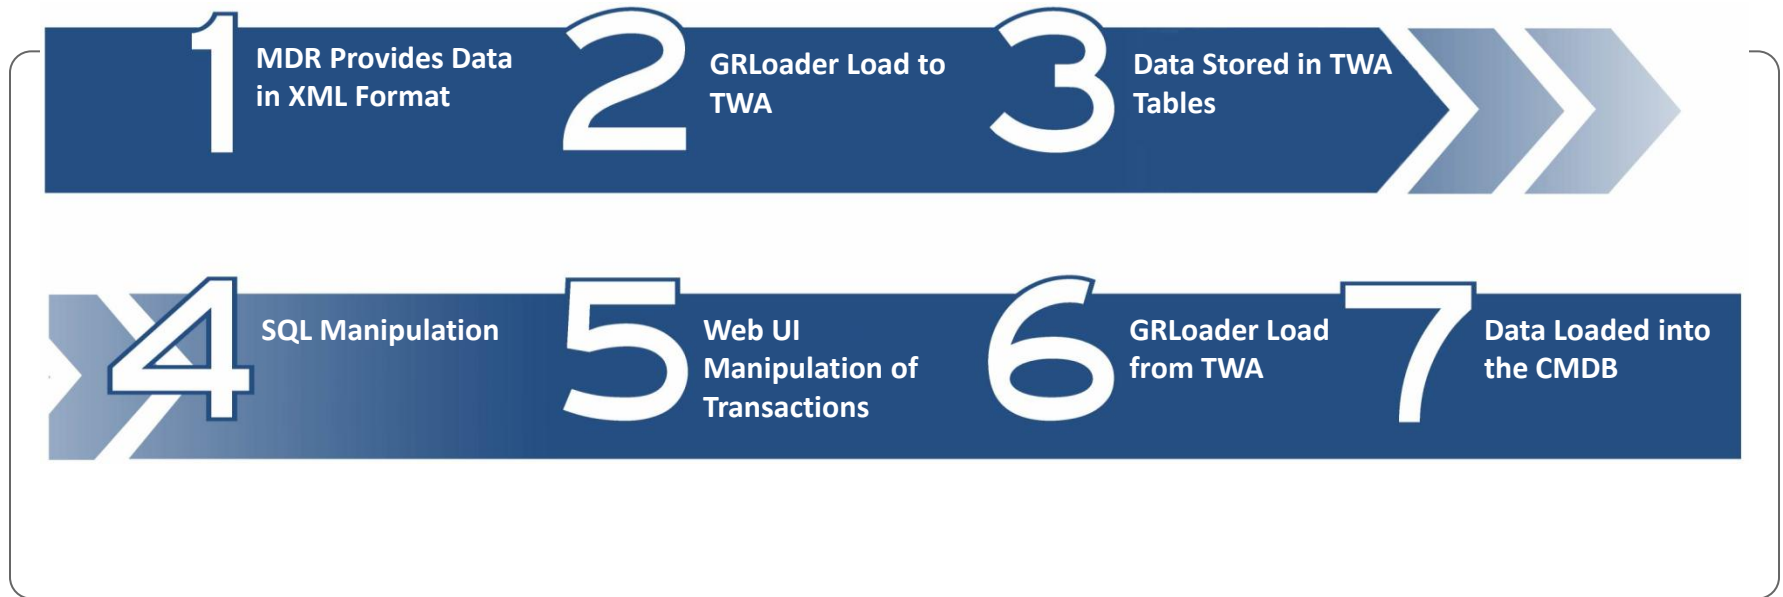 1
MDR Provides Data
in XML Format
2
GRLoader Load to
TWA
3
Data Stored in TWA
Tables
4
SQL Manipulation
5
Web UI
Manipulation of
Transactions
6
GRLoader Load
from TWA
7
Data Loaded into
the CMDB